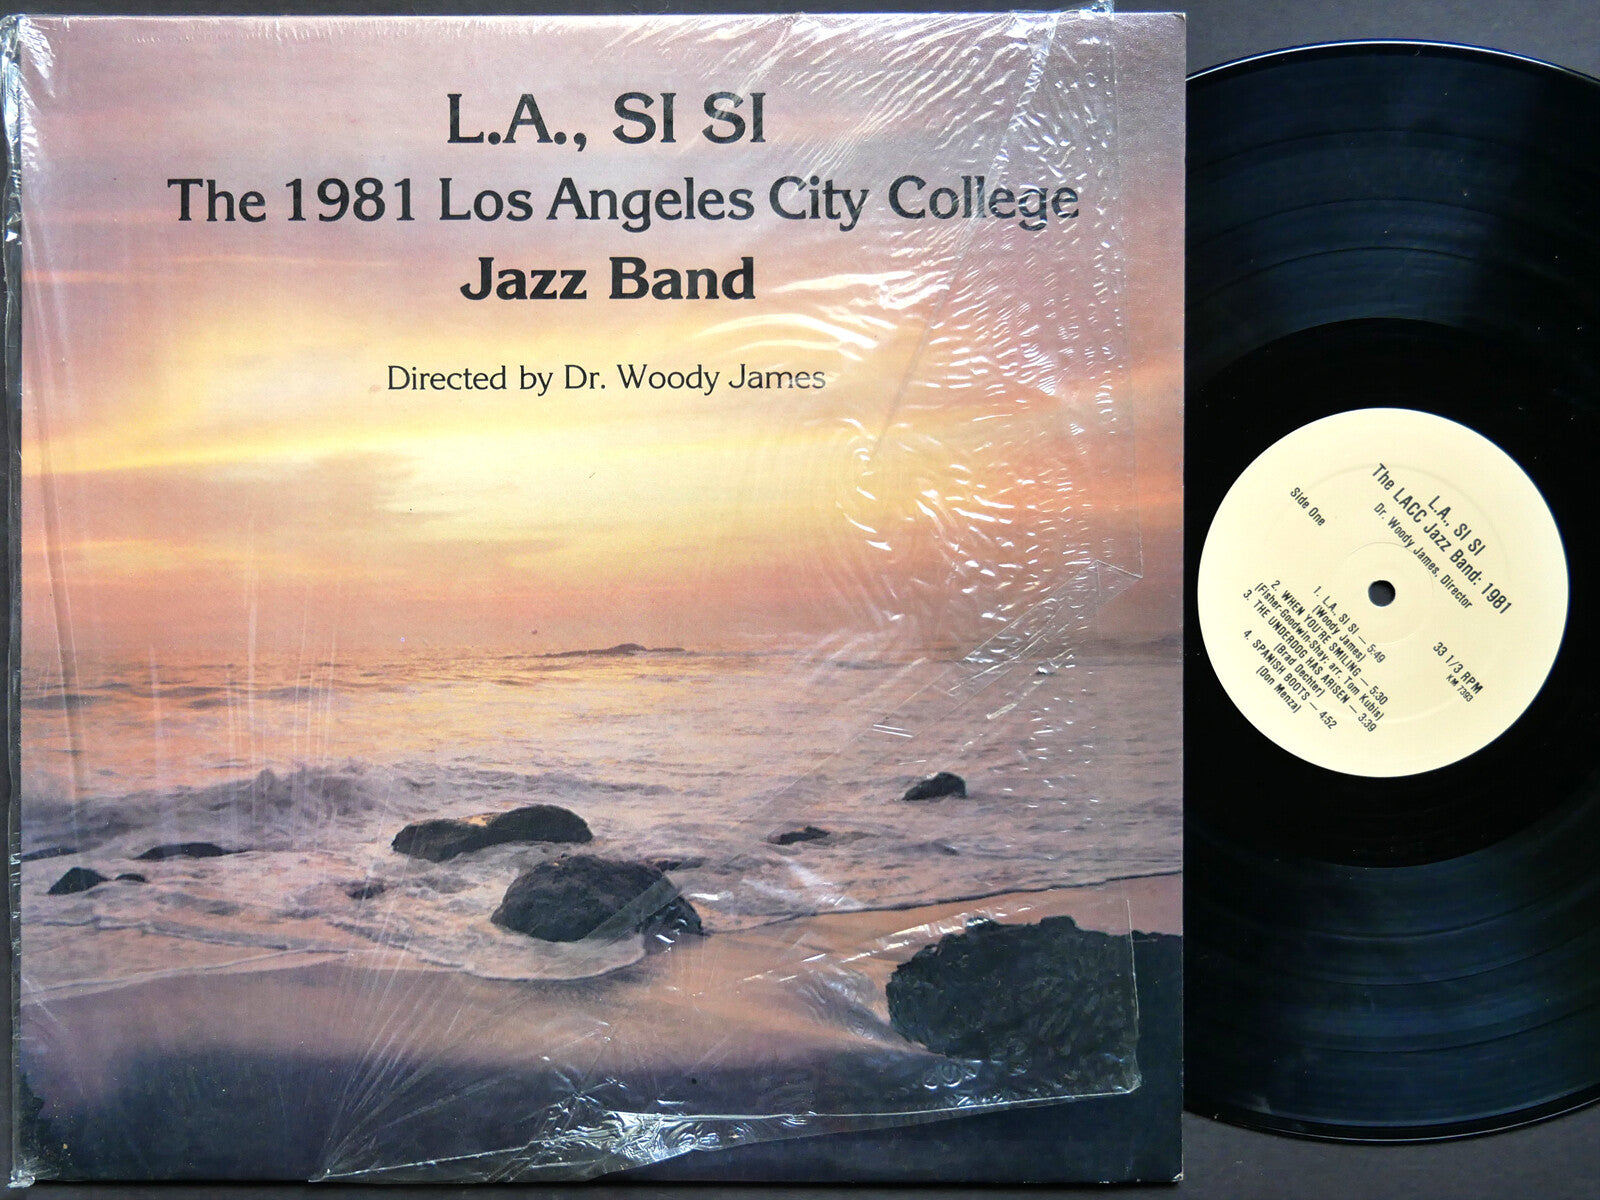 L.A., SI SI
The 1981 Los Angeles City College
Jazz Band
Directed by Dr. Woody James
L.A., SI SI
The LACC Jazz Band: 1981
Dr. Woody James, Director
Side One
33 1/3 RPM
KM 7393
1. L.A., SI SI — 5:49
(Woody James)
2. WHEN YOU'RE SMILING — 5:30
(Fisher-Goodwin-Shay; arr. Tom Kubis)
3. THE UNDERDOG HAS ARISEN — 3:39
(Brad Dechter)
4. SPANISH BOOTS — 4:52
(Don Menza)